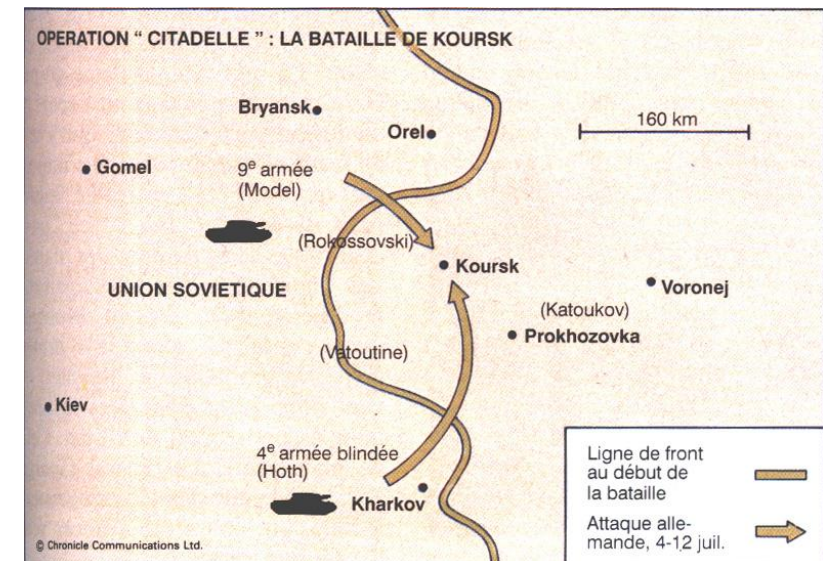 OPERATION “ CITADELLE ” : LA BATAILLE DE KOURSK
Bryansk
Orel
160 km
Gomel
9e armée
(Model)
(Rokossovski)
Koursk
UNION SOVIETIQUE
Voronej
(Katoukov)
Prokhozovka
(Vatoutine)
Kiev
4e armée blindée
(Hoth)
Kharkov
Ligne de front
au début de
la bataille
Attaque alle-
mande, 4-12 juil.
© Chronicle Communications Ltd.